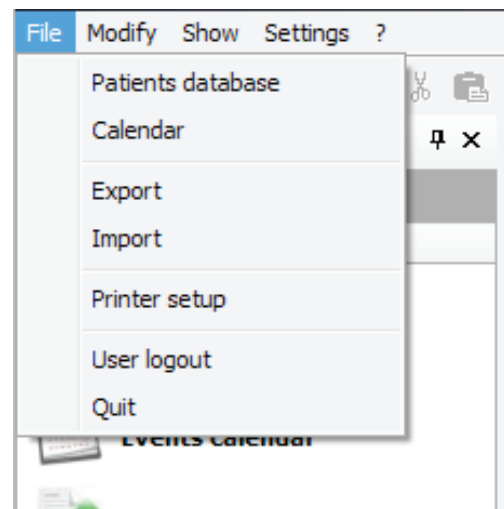 File Modify Show Settings ?
Patients database
Calendar
Export
Import
Printer setup
User logout
Quit
Events Calendar